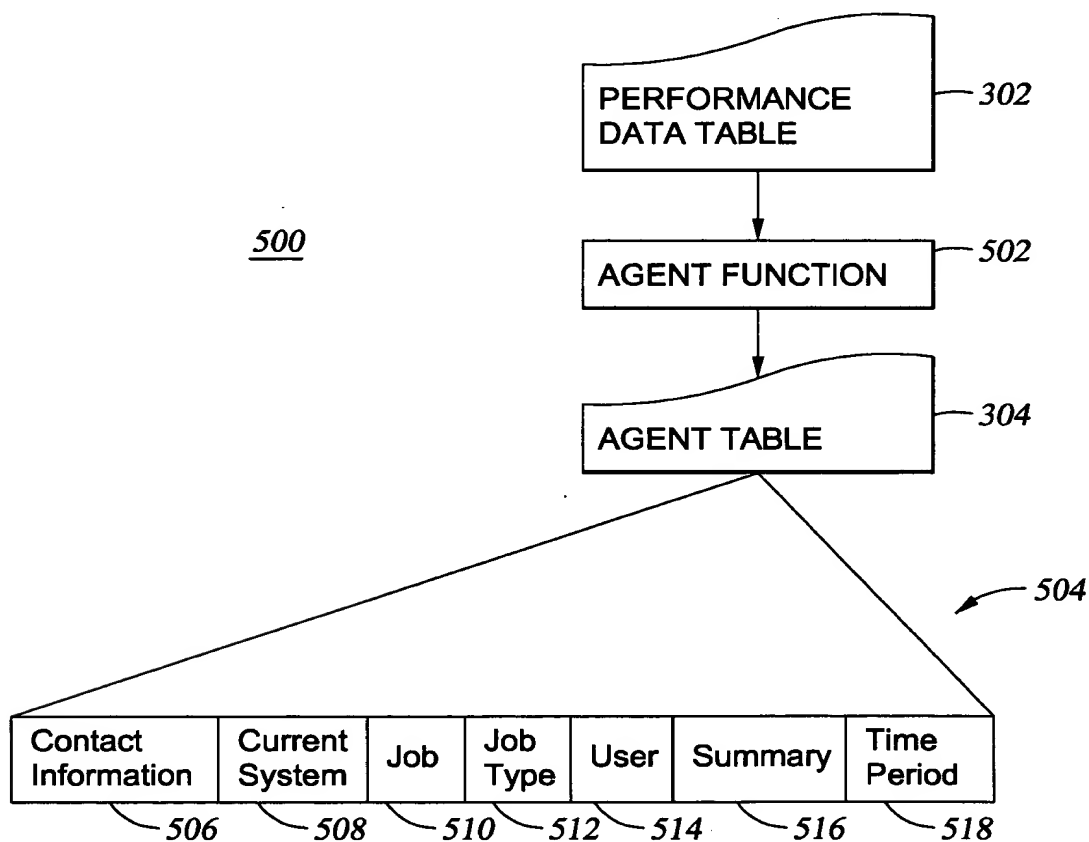 PERFORMANCE
DATA TABLE
302
500
502
AGENT FUNCTION
304
AGENT TABLE
504
Contact
Information
Current
System
Job
Job
Type
User
Summary
Time
Period
506
508
510
512
514
516
518